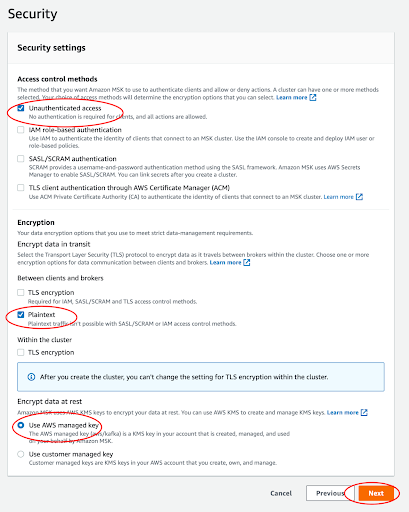 Security
Security settings
Access control methods
The method that you want Amazon MSK to use to authenticate clients and allow or deny actions. A cluster can have one or more methods
selected. Your choice of access methods will determine the encryption options that you can select. Learn more
Unauthenticated access
No authentication is required for clients, and all actions are allowed.
IAM role-based authentication
Use IAM to authenticate the identity of clients that connect to an MSK cluster. Use the IAM console to create and deploy IAM user or
role-based policies.
SASL/SCRAM authentication
SCRAM provides a username-and-password authentication method using the SASL framework. Amazon MSK uses AWS Secrets
Manager to enable SASL/SCRAM. You can link secrets after you create a cluster.
TLS client authentication through AWS Certificate Manager (ACM)
Use ACM Private Certificate Authority (CA) to authenticate the identity of clients that connect to an MSK cluster. Learn more
Encryption
Your data encryption options that you use to meet strict data-management requirements.
Encrypt data in transit
Select the Transport Layer Security (TLS) protocol to encrypt data as it travels between brokers within the cluster. Choose one or more
encryption options for data communication between clients and brokers. Learn more
Between clients and brokers
TLS encryption
Required for IAM, SASL/SCRAM and TLS access control methods.
Plaintext
Plaintext traffic isn't possible with SASL/SCRAM or IAM access control methods.
Within the cluster
TLS encryption
After you create the cluster, you can't change the setting for TLS encryption within the cluster.
Encrypt data at rest
Amazon MSK uses AWS KMS keys to encrypt your data at rest. You can use AWS KMS to create and manage KMS keys. Learn more
Use AWS managed key
The AWS managed key (aws/kafka) is a KMS key in your account that is created, managed, and used
on your behalf by Amazon MSK.
Use customer managed key
Customer managed keys are KMS keys in your AWS account that you create, own, and manage.
Cancel Previous Next